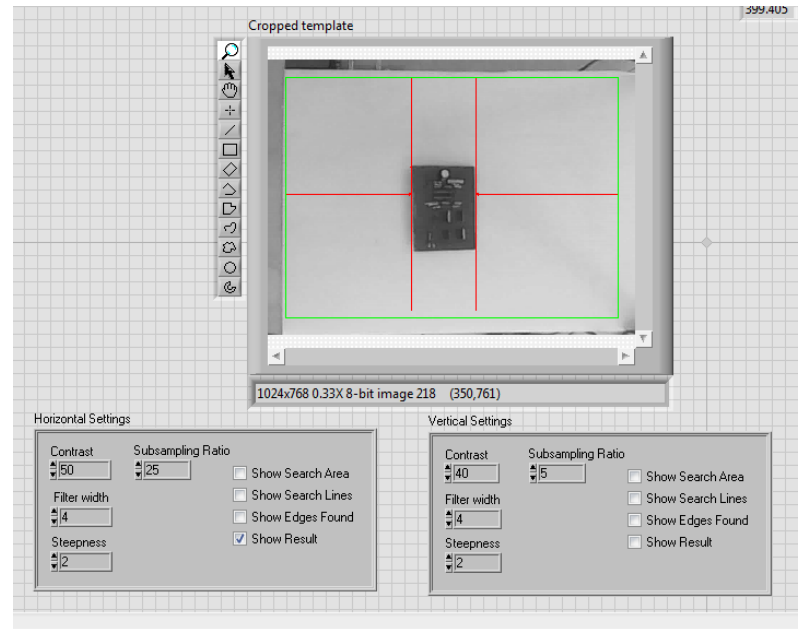 399.405
Cropped template
1024x768 0.33X 8-bit image 218 (350,761)
Horizontal Settings
Contrast
50
Subsampling Ratio
25
Filter width
4
Steepness
2
Show Search Area
Show Search Lines
Show Edges Found
Show Result
Vertical Settings
Contrast
40
Subsampling Ratio
5
Filter width
4
Steepness
2
Show Search Area
Show Search Lines
Show Edges Found
Show Result